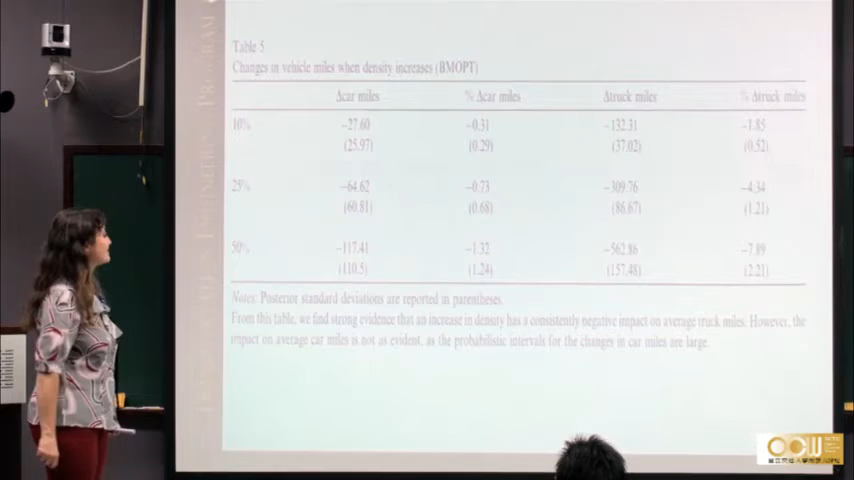 Table 5
Changes in vehicle miles when density increases (BMOPT)
Δcar miles % Δcar miles Δtruck miles % Δtruck miles
10% −27.60 −0.31 −132.31 −1.85
(25.97) (0.29) (37.02) (0.52)
25% −64.62 −0.73 −309.76 −4.34
(60.81) (0.68) (86.67) (1.21)
50% −117.41 −1.32 −562.86 −7.89
(110.5) (1.24) (157.48) (2.21)
Notes: Posterior standard deviations are reported in parentheses.
From this table, we find strong evidence that an increase in density has a consistently negative impact on average truck miles. However, the
impact on average car miles is not as evident, as the probabilistic intervals for the changes in car miles are large.
OCW